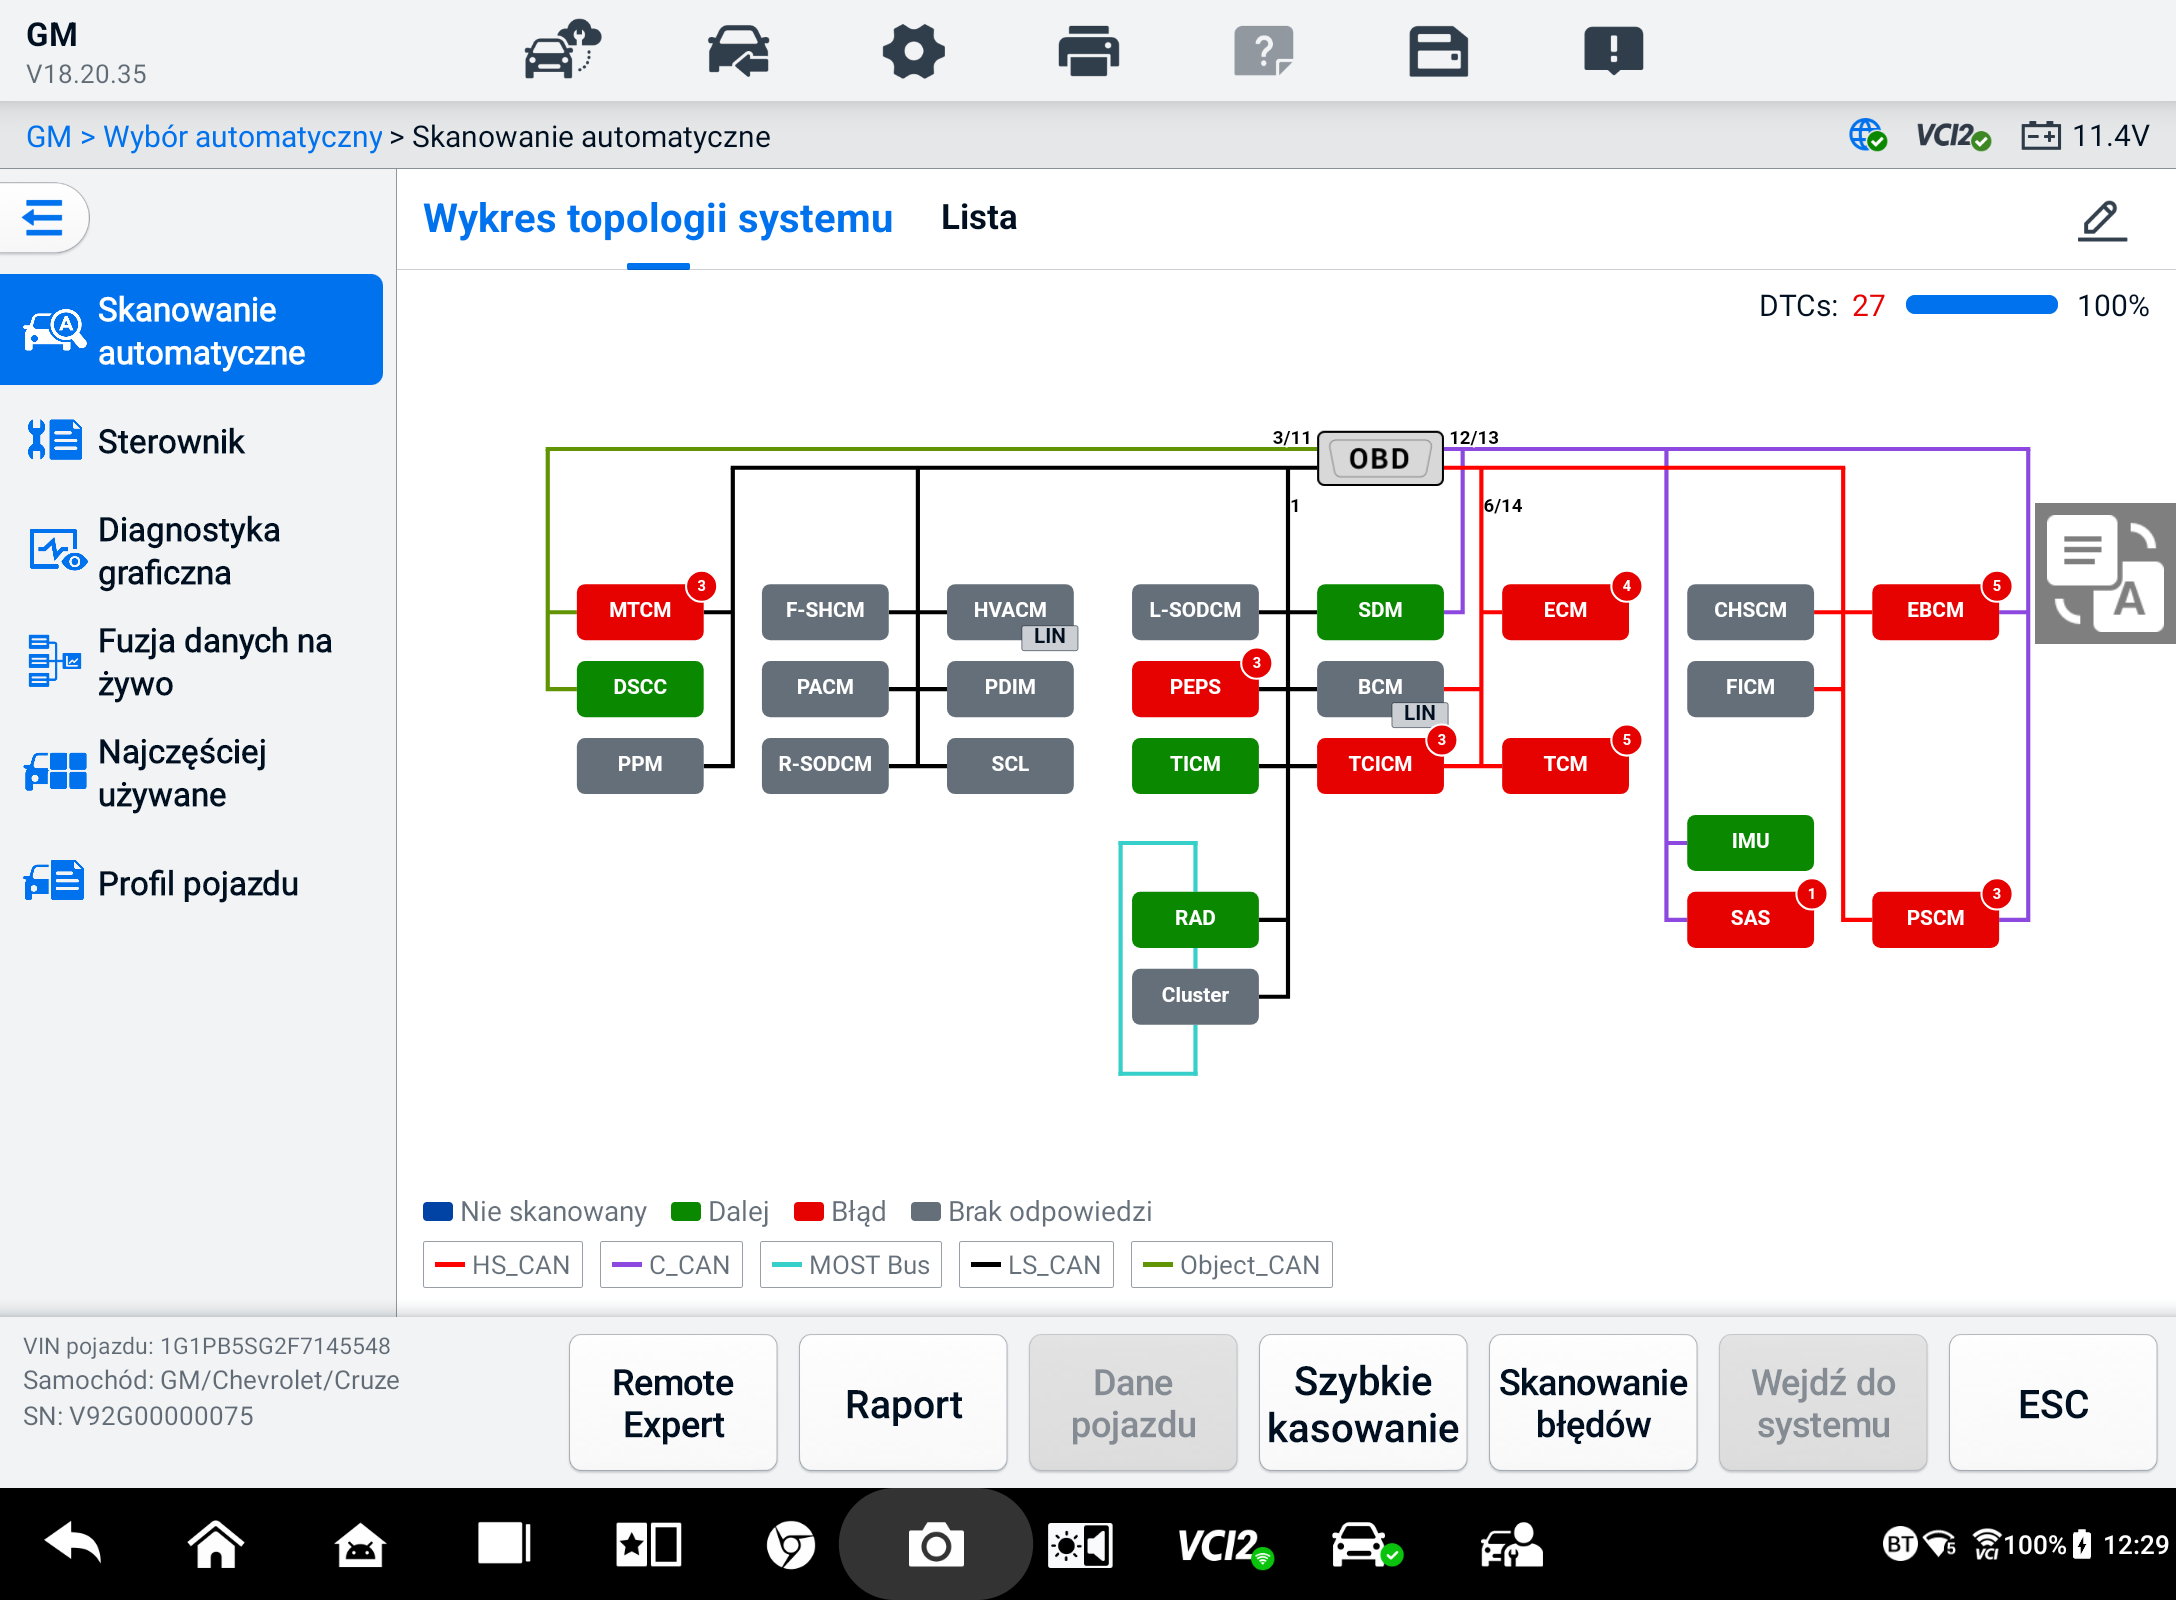 GM
V18.20.35
GM > Wybór automatyczny > Skanowanie automatyczne
VCI2
11.4V
Wykres topologii systemu
Lista
DTCs: 27
100%
Skanowanie
automatyczne
Sterownik
Diagnostyka
graficzna
Fuzja danych na
żywo
Najczęściej
używane
Profil pojazdu
3/11
OBD
12/13
1
6/14
MTCM
3
F-SHCM
HVACM
LIN
L-SODCM
SDM
ECM
4
CHSCM
EBCM
5
DSCC
PACM
PDIM
PEPS
3
BCM
LIN
FICM
PPM
R-SODCM
SCL
TICM
TCICM
3
TCM
5
IMU
RAD
SAS
1
PSCM
3
Cluster
A
A
Nie skanowany
Dalej
Błąd
Brak odpowiedzi
HS_CAN
C_CAN
MOST Bus
LS_CAN
Object_CAN
VIN pojazdu: 1G1PB5SG2F7145548
Samochód: GM/Chevrolet/Cruze
SN: V92G00000075
Remote
Expert
Raport
Dane
pojazdu
Szybkie
kasowanie
Skanowanie
błędów
Wejdź do
systemu
ESC
VCI2
BT
5
VCI
100%
12:29